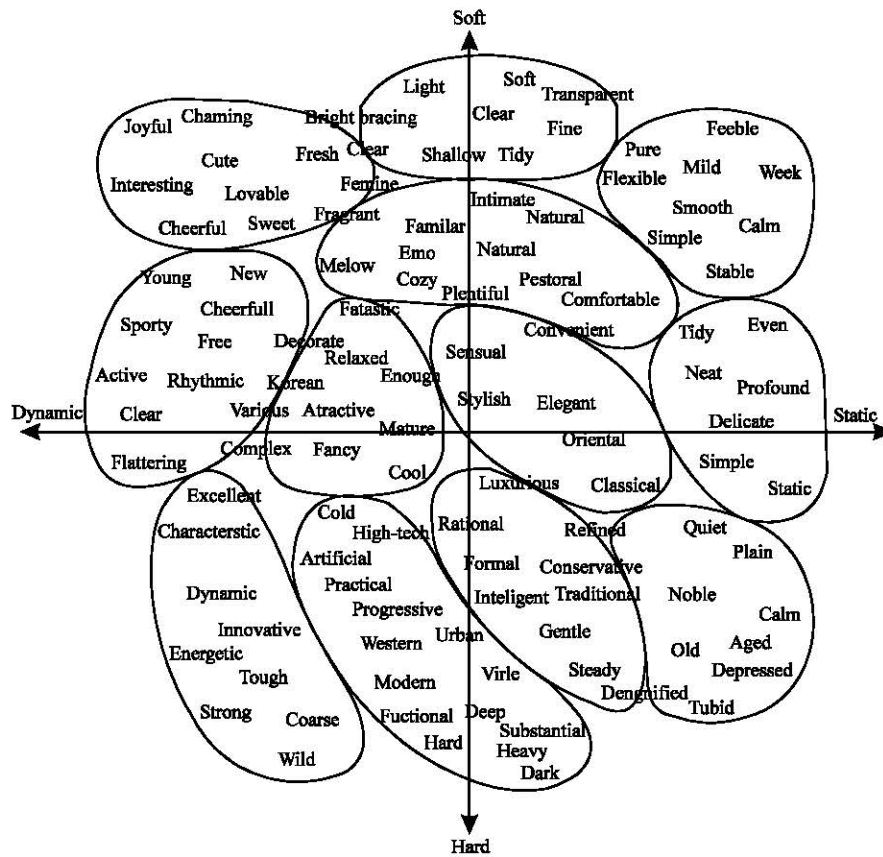 Soft
Light
Soft
Transparent
Chaming
Joyful
Bright bracing
Clear
Fine
Feeble
Cute
Fresh
Clear
Shallow
Tidy
Pure
Mild
Week
Flexible
Interesting
Lovable
Femine
Intimate
Smooth
Cheerful
Sweet
Fragrant
Familar
Natural
Simple
Calm
Melow
Emo
Natural
Stable
Young
New
Cozy
Pestoral
Plentiful
Comfortable
Cheerfull
Fatastic
Sporty
Free
Decorate
Convenient
Tidy
Even
Relaxed
Sensual
Active
Rhythmic
Korean
Enough
Neat
Profound
Dynamic
Clear
Various
Atractive
Stylish
Elegant
Delicate
Static
Mature
Flattering
Complex
Fancy
Oriental
Simple
Cool
Excellent
Luxurious
Classical
Static
Cold
Characterstic
High-tech
Rational
Refined
Quiet
Plain
Artificial
Formal
Conservative
Dynamic
Practical
Inteligent
Traditional
Noble
Progressive
Calm
Innovative
Western
Urban
Gentle
Energetic
Old
Aged
Tough
Modern
Virle
Steady
Depressed
Dengnified
Strong
Coarse
Fuctional
Deep
Tubid
Substantial
Wild
Hard
Heavy
Dark
Hard